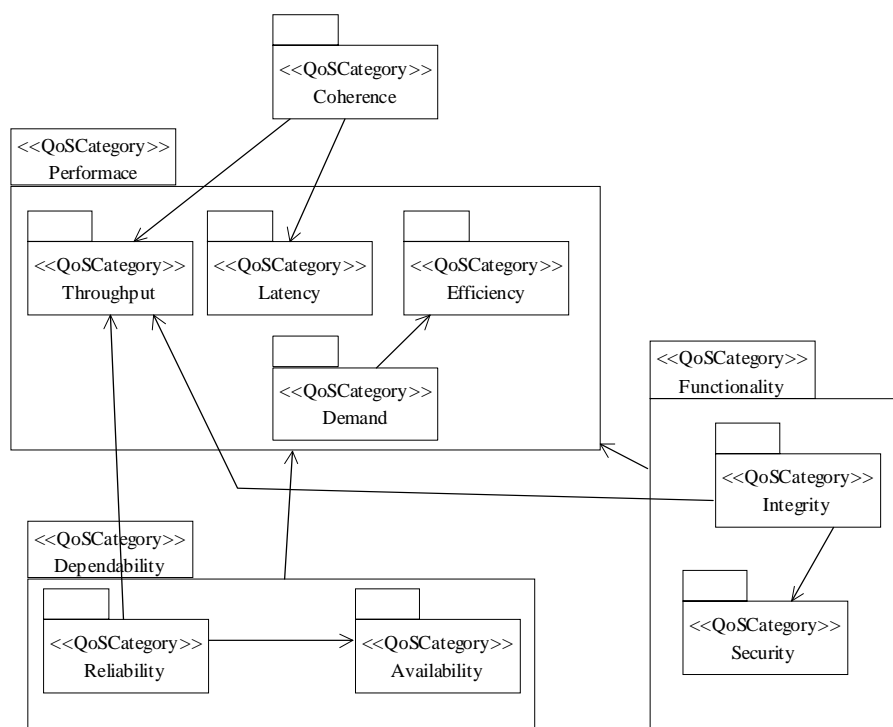 <<QoSCategory>>
Coherence
<<QoSCategory>>
Performace
<<QoSCategory>>
Throughput
<<QoSCategory>>
Latency
<<QoSCategory>>
Efficiency
<<QoSCategory>>
Demand
<<QoSCategory>>
Functionality
<<QoSCategory>>
Integrity
<<QoSCategory>>
Security
<<QoSCategory>>
Dependability
<<QoSCategory>>
Reliability
<<QoSCategory>>
Availability